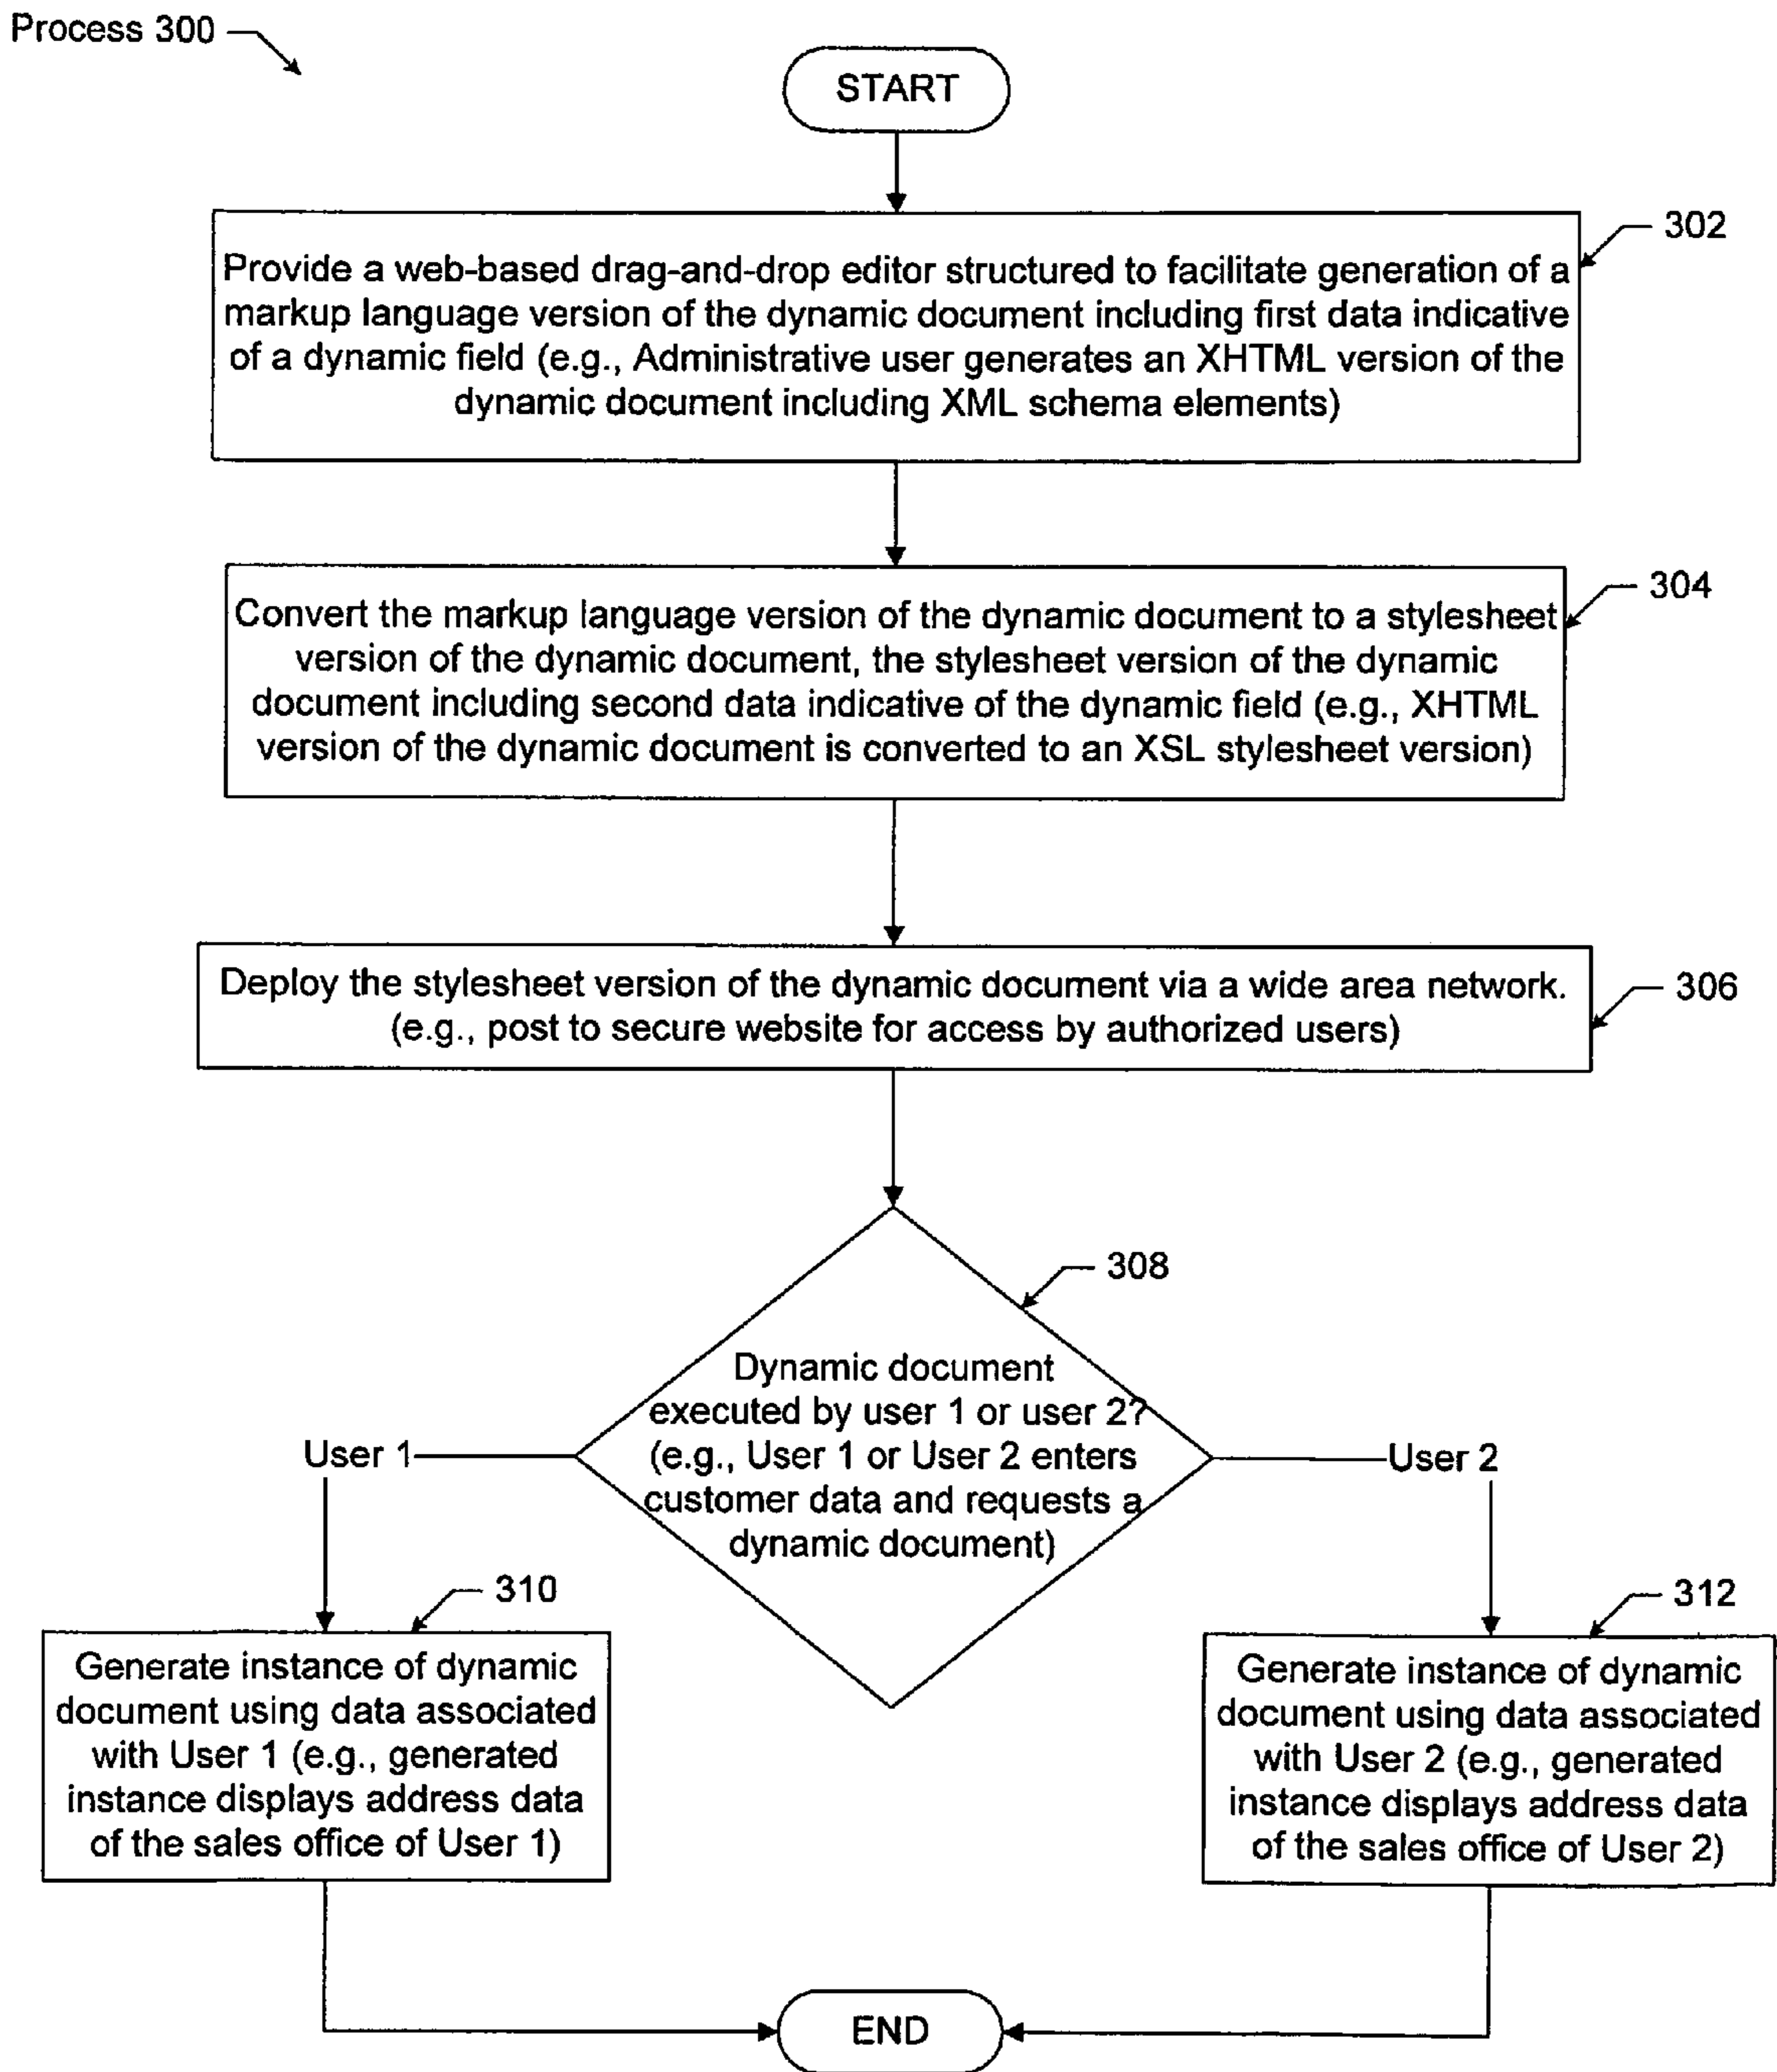 Process 300
START
302
Provide a web-based drag-and-drop editor structured to facilitate generation of a
markup language version of the dynamic document including first data indicative
of a dynamic field (e.g., Administrative user generates an XHTML version of the
dynamic document including XML schema elements)
304
Convert the markup language version of the dynamic document to a stylesheet
version of the dynamic document, the stylesheet version of the dynamic
document including second data indicative of the dynamic field (e.g., XHTML
version of the dynamic document is converted to an XSL stylesheet version)
Deploy the stylesheet version of the dynamic document via a wide area network.
(e.g., post to secure website for access by authorized users)
306
308
Dynamic document
executed by user 1 or user 2?
(e.g., User 1 or User 2 enters
customer data and requests a
dynamic document)
User 1
User 2
310
Generate instance of dynamic
document using data associated
with User 1 (e.g., generated
instance displays address data
of the sales office of User 1)
312
Generate instance of dynamic
document using data associated
with User 2 (e.g., generated
instance displays address data
of the sales office of User 2)
END